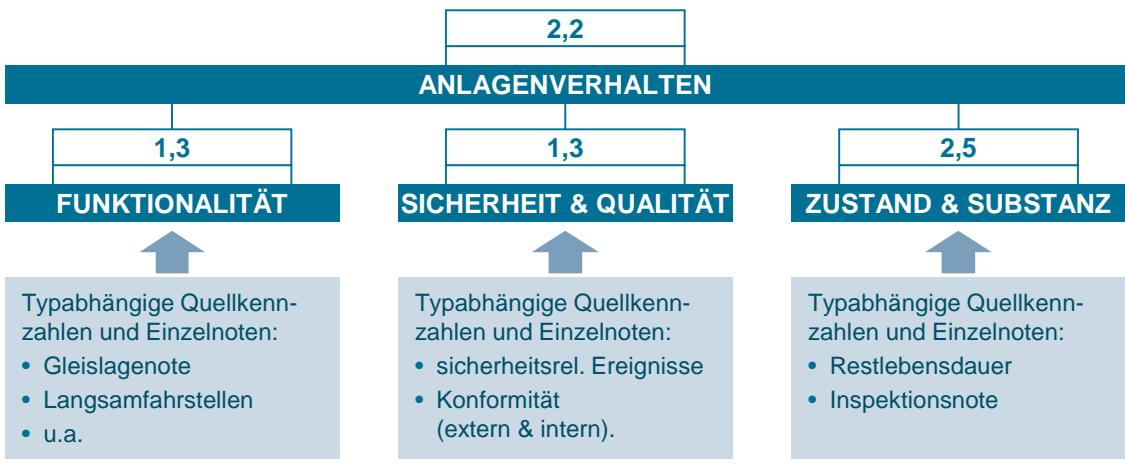 2,2
ANLAGENVERHALTEN
1,3
FUNKTIONALITÄT
Typabhängige Quellkenn-
zahlen und Einzelnoten:
• Gleislagenote
• Langsamfahrstellen
• u.a.
1,3
SICHERHEIT & QUALITÄT
Typabhängige Quellkenn-
zahlen und Einzelnoten:
• sicherheitsrel. Ereignisse
• Konformität
(extern & intern).
2,5
ZUSTAND & SUBSTANZ
Typabhängige Quellkenn-
zahlen und Einzelnoten:
• Restlebensdauer
• Inspektionsnote